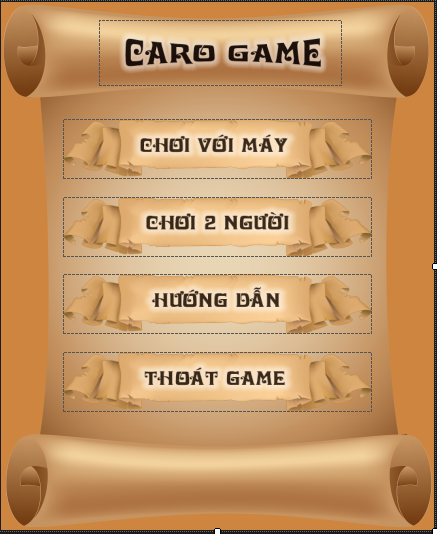 CARO GAME
CHƠI VỚI MÁY
CHƠI 2 NGƯỜI
HƯỚNG DẪN
THOÁT GAME